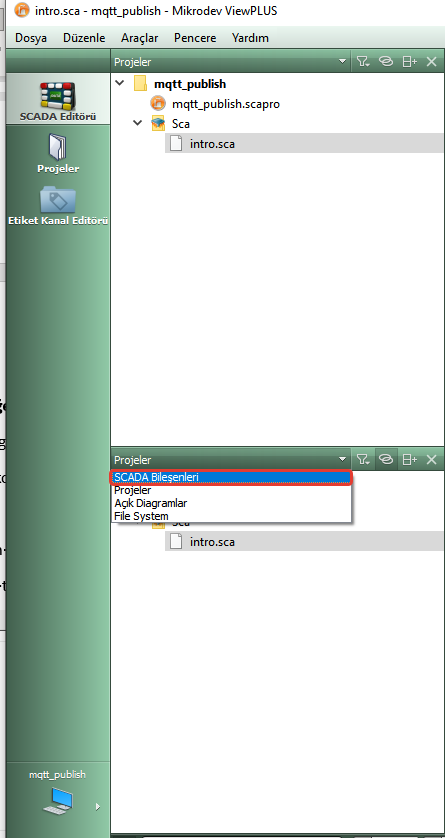 intro.sca - mqtt_publish - Mikrodev ViewPLUS
Dosya Düzenle Araçlar Pencere Yardım
Projeler
mqtt_publish
mqtt_publish.scapro
Sca
intro.sca
SCADA Editörü
Projeler
Etiket Kanal Editörü
Projeler
SCADA Bileşenleri
Projeler
Açık Diagramlar
File System
Sca
intro.sca
mqtt_publish